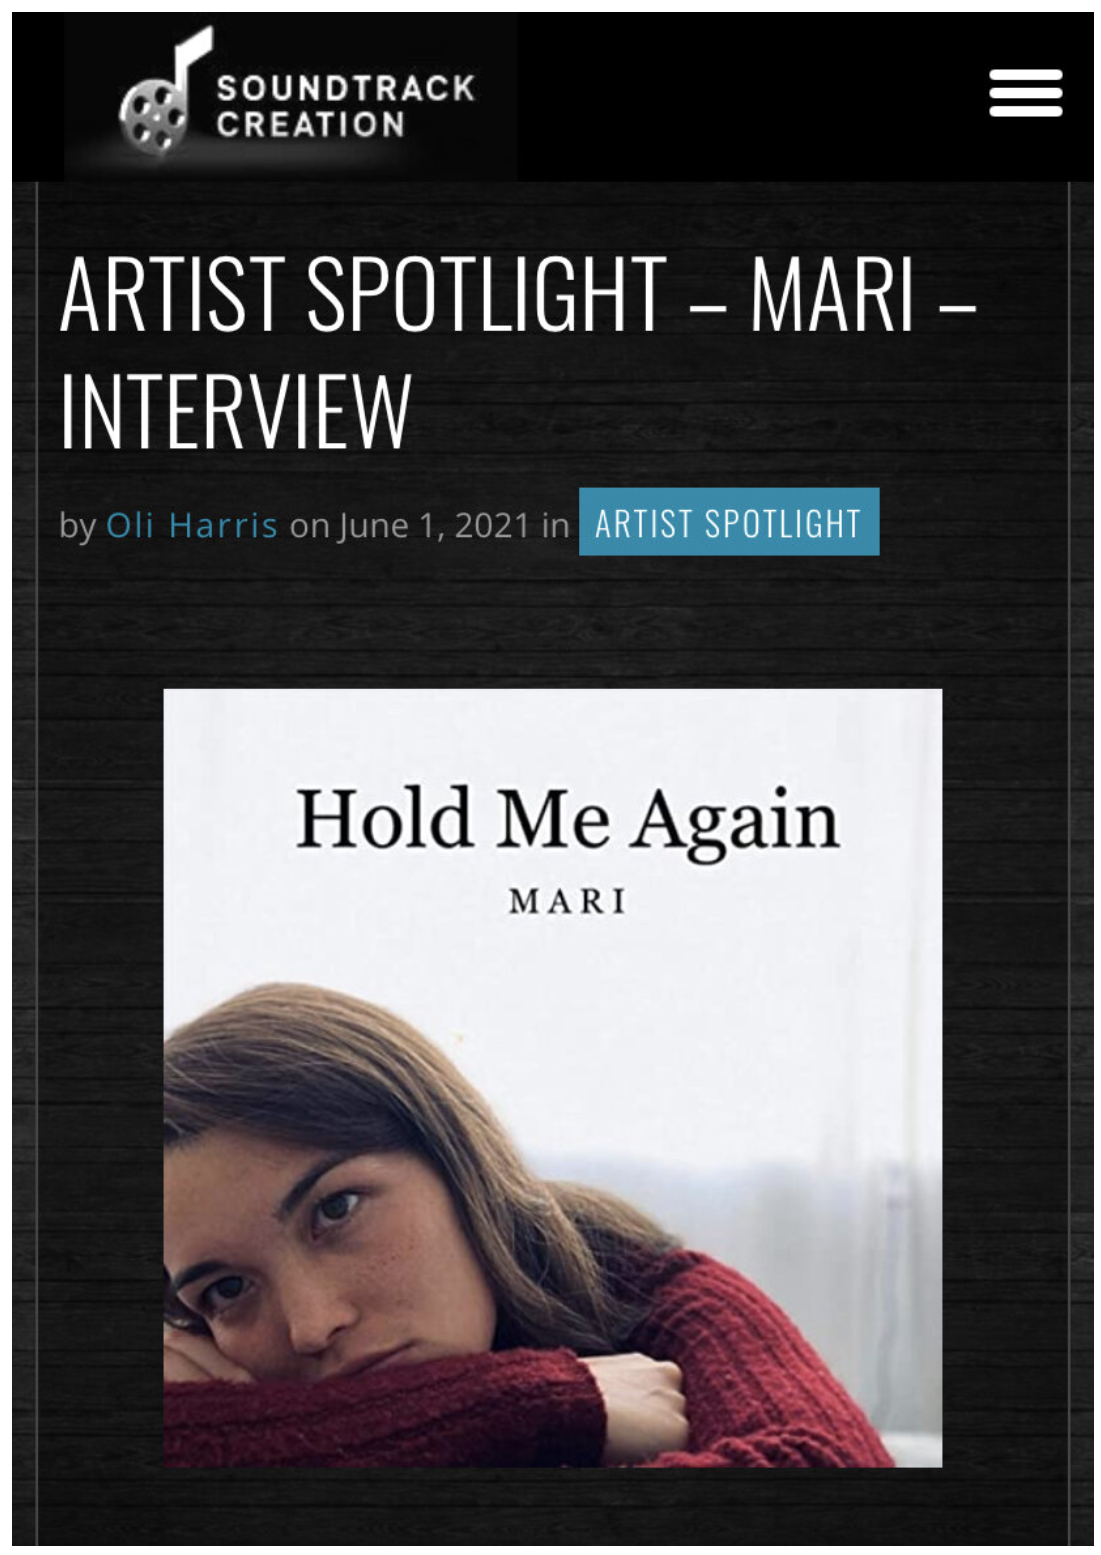 SOUNDTRACK
CREATION
ARTIST SPOTLIGHT – MARI –
INTERVIEW
by Oli Harris on June 1, 2021 in ARTIST SPOTLIGHT
Hold Me Again
MARI